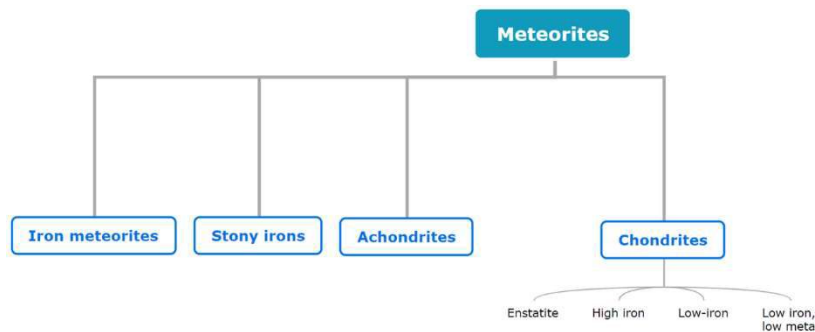 Meteorites
Iron meteorites
Stony irons
Achondrites
Chondrites
Enstatite
High iron
Low-iron
Low iron,
low meta